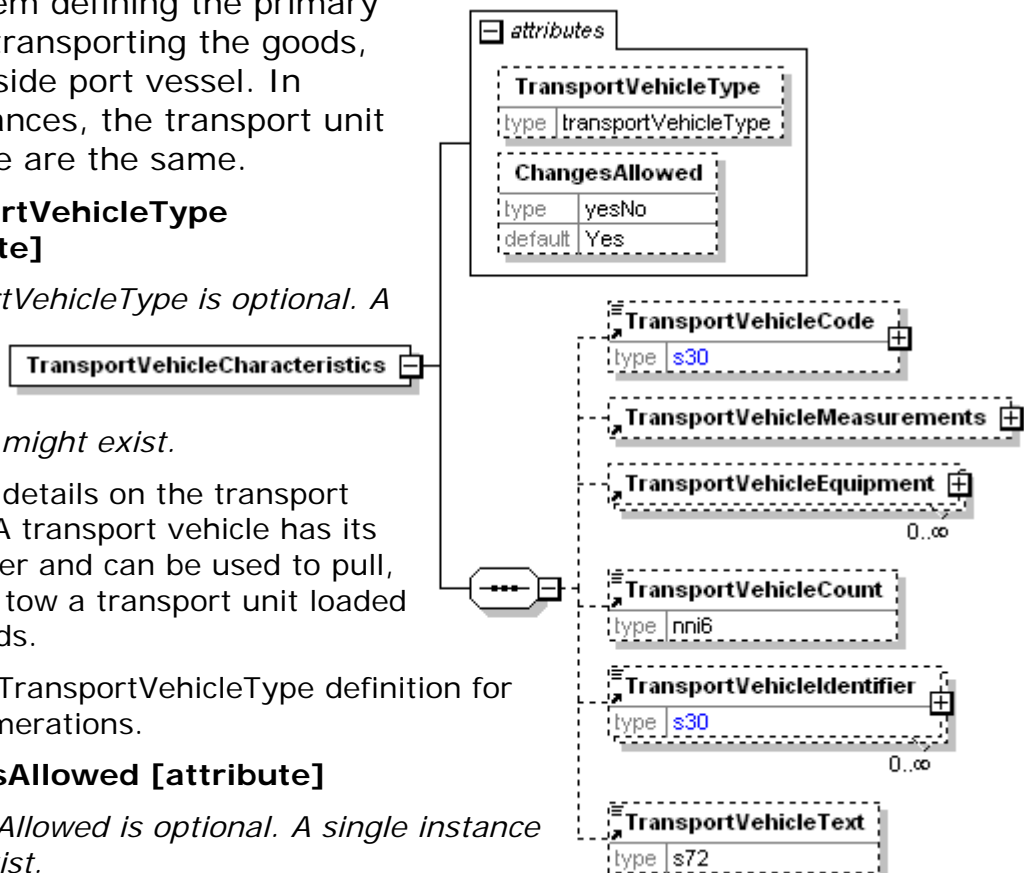 em defining the primary
transporting the goods,
side port vessel. In
ances, the transport unit
e are the same.
rtVehicleType
te]
rtVehicleType is optional. A
might exist.
details on the transport
A transport vehicle has its
er and can be used to pull,
tow a transport unit loaded
ds.
TransportVehicleType definition for
merations.
sAllowed [attribute]
Allowed is optional. A single instance
ist.
TransportVehicleCharacteristics
attributes
TransportVehicleType
type transportVehicleType
ChangesAllowed
type yesNo
default Yes
TransportVehicleCode
type s30
TransportVehicleMeasurements
TransportVehicleEquipment
0..∞
TransportVehicleCount
type nni6
TransportVehicleIdentifier
type s30
0..∞
TransportVehicleText
type s72